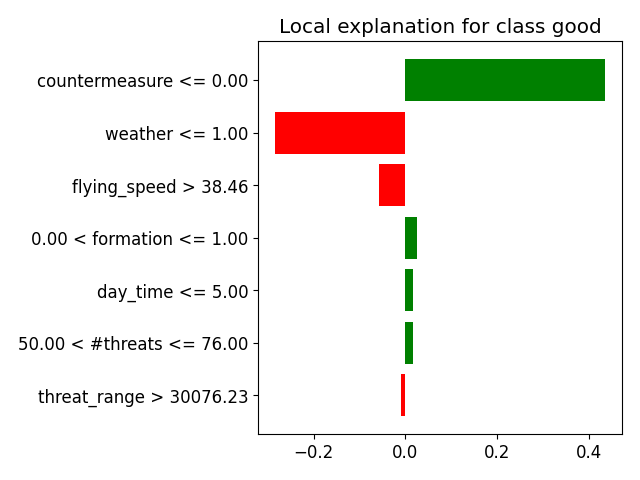 Local explanation for class good
countermeasure <= 0.00
weather <= 1.00
flying_speed > 38.46
0.00 < formation <= 1.00
day_time <= 5.00
50.00 < #threats <= 76.00
threat_range > 30076.23
−0.2 0.0 0.2 0.4